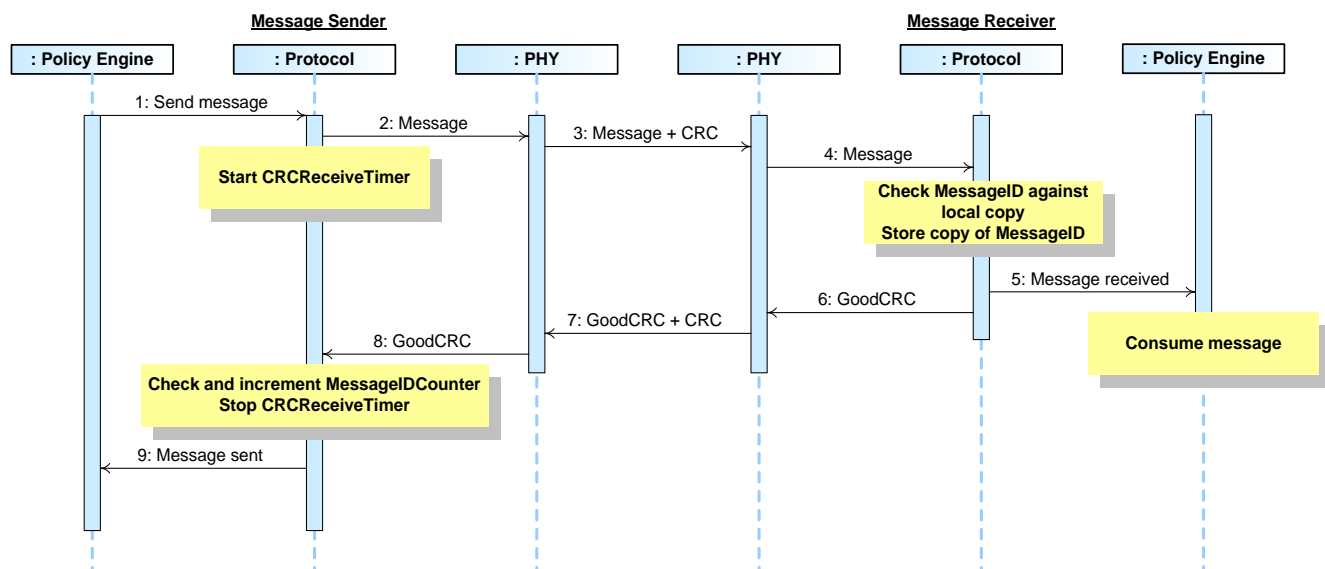 Message Sender
Message Receiver
: Policy Engine
: Protocol
: PHY
: PHY
: Protocol
: Policy Engine
1: Send message
2: Message
3: Message + CRC
4: Message
Start CRCReceiveTimer
Check MessageID against
local copy
Store copy of MessageID
5: Message received
6: GoodCRC
7: GoodCRC + CRC
8: GoodCRC
Consume message
Check and increment MessageIDCounter
Stop CRCReceiveTimer
9: Message sent